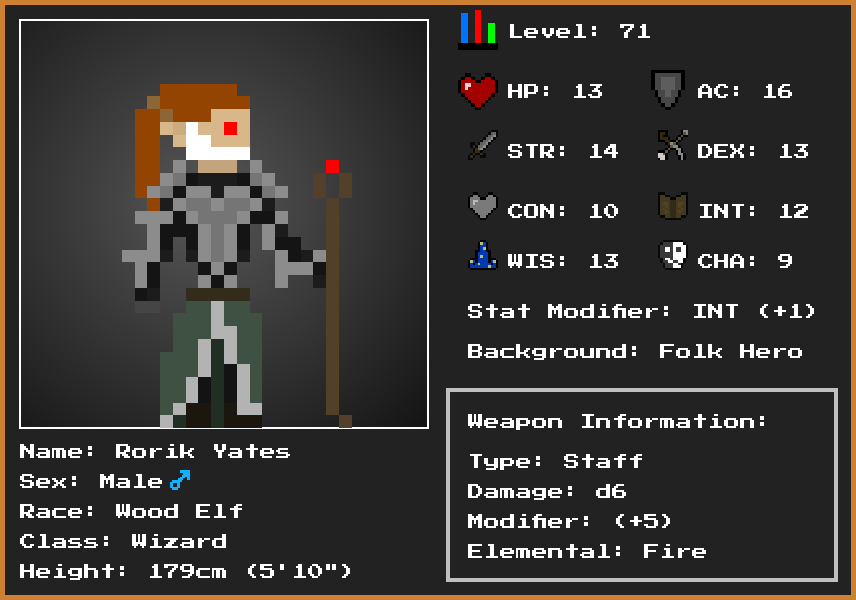 Level: 71
HP: 13 AC: 16
STR: 14 DEX: 13
CON: 10 INT: 12
WIS: 13 CHA: 9
Stat Modifier: INT (+1)
Background: Folk Hero
Weapon Information:
Type: Staff
Damage: d6
Modifier: (+5)
Elemental: Fire
Name: Rorik Yates
Sex: Male ♂
Race: Wood Elf
Class: Wizard
Height: 179cm (5'10")